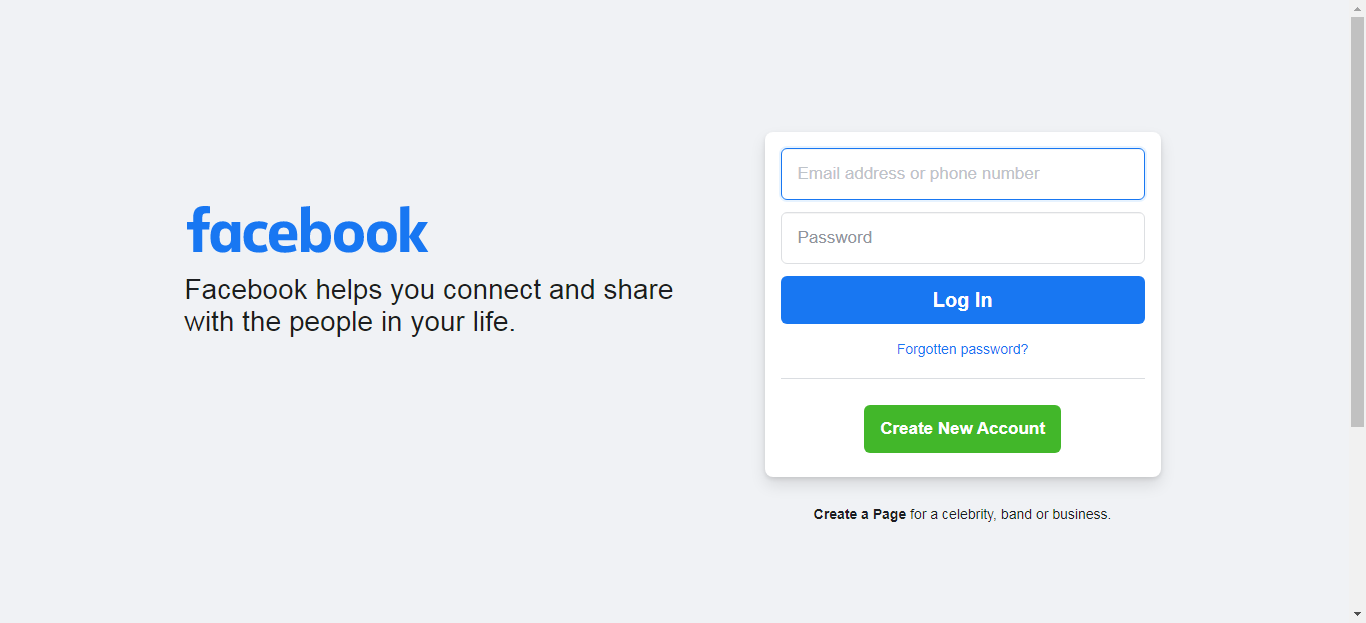 facebook
Facebook helps you connect and share
with the people in your life.
Email address or phone number
Password
Log In
Forgotten password?
Create New Account
Create a Page for a celebrity, band or business.